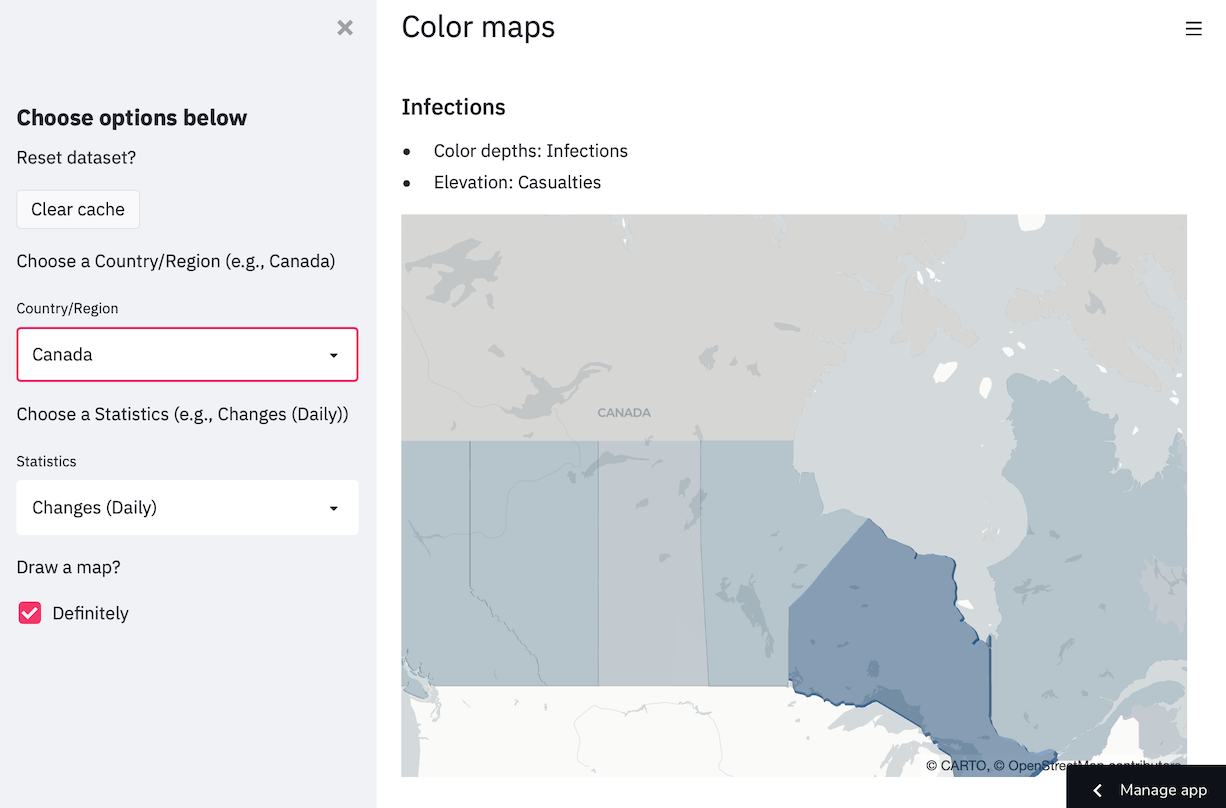 Choose options below
Reset dataset?
Clear cache
Choose a Country/Region (e.g., Canada)
Country/Region
Canada
Choose a Statistics (e.g., Changes (Daily))
Statistics
Changes (Daily)
Draw a map?
Definitely
Color maps
Infections
Color depths: Infections
Elevation: Casualties
CANADA
© CARTO, © OpenStreetMap contributors
Manage app